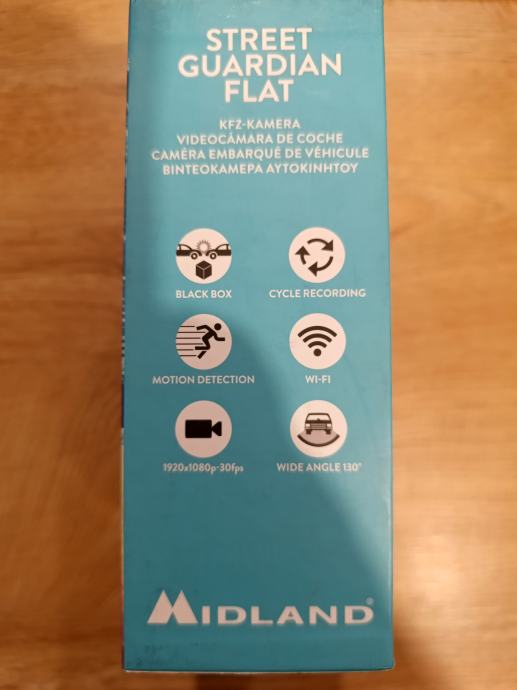 STREET
GUARDIAN
FLAT
KFZ-KAMERA
VIDEOCÁMARA DE COCHE
CAMÉRA EMBARQUÉ DE VÉHICULE
ΒΙΝΤΕΟΚΑΜΕΡΑ ΑΥΤΟΚΙΝΗΤΟΥ
BLACK BOX
CYCLE RECORDING
MOTION DETECTION
WI-FI
1920x1080p-30fps
WIDE ANGLE 130°
MIDLAND®